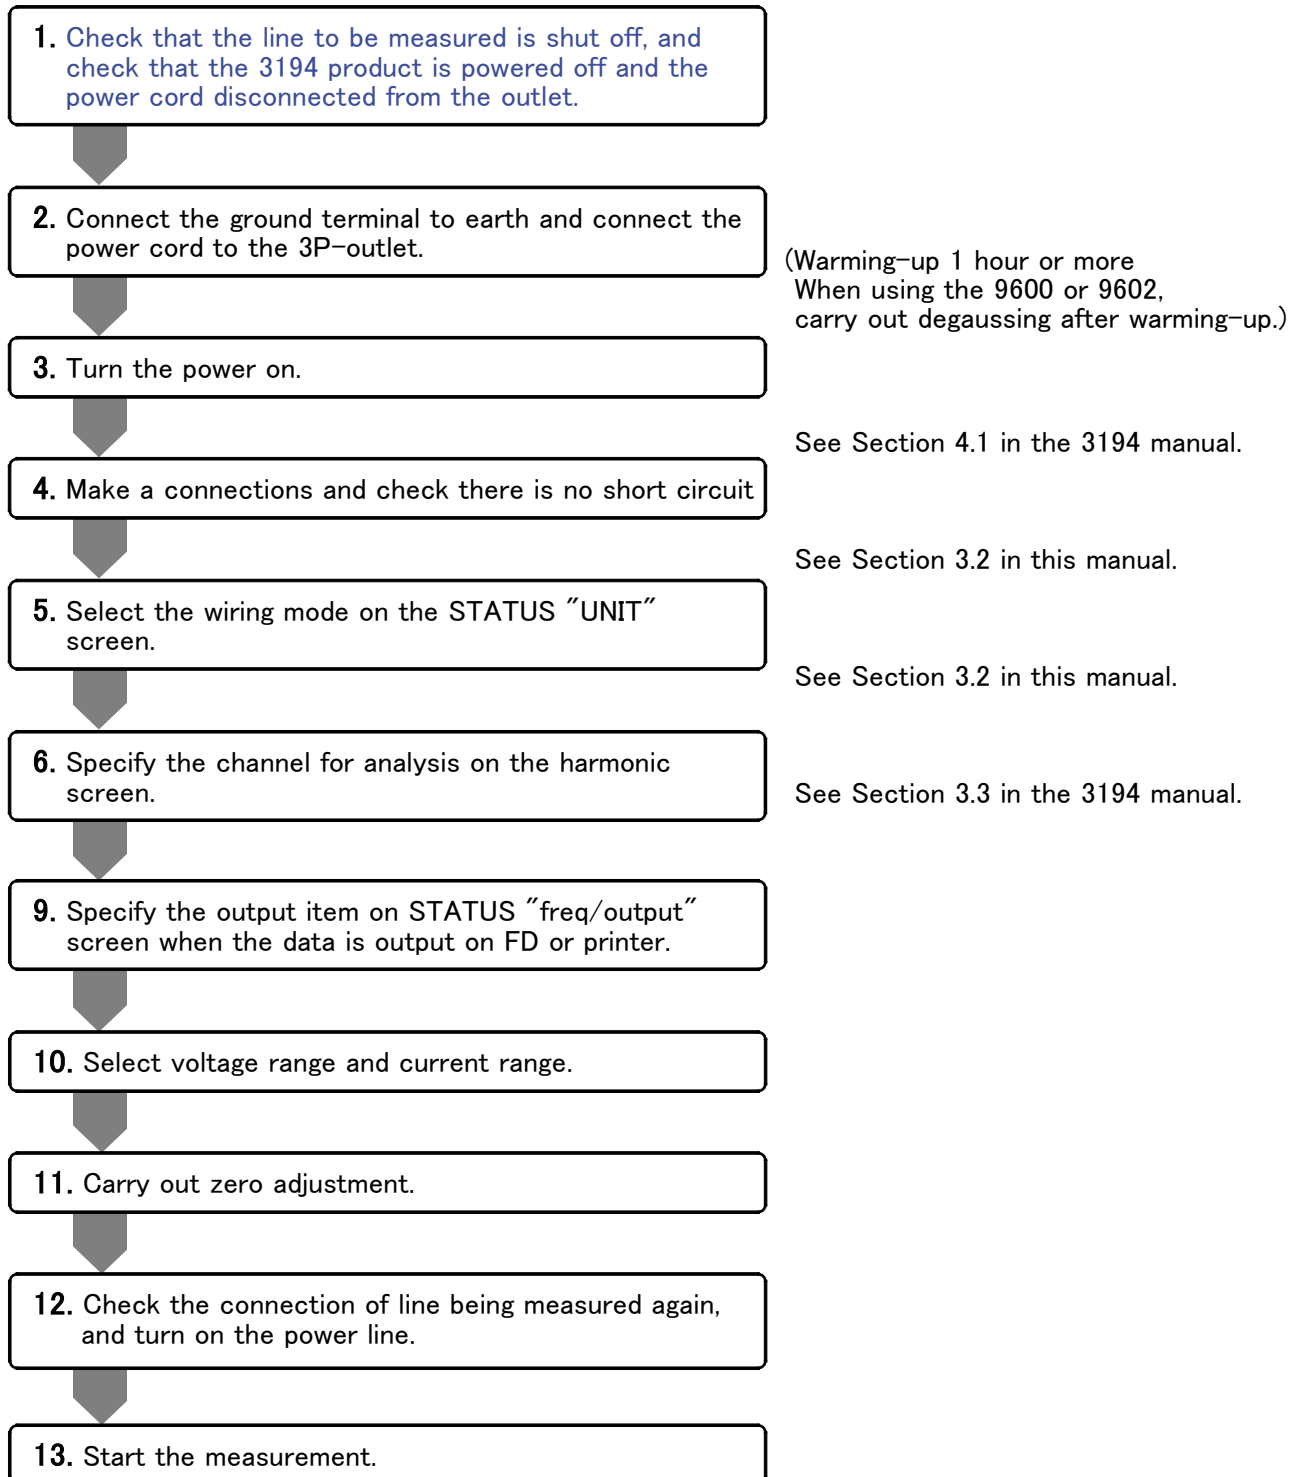 1. Check that the line to be measured is shut off, and
check that the 3194 product is powered off and the
power cord disconnected from the outlet.
2. Connect the ground terminal to earth and connect the
power cord to the 3P-outlet.
(Warming-up 1 hour or more
When using the 9600 or 9602,
carry out degaussing after warming-up.)
3. Turn the power on.
See Section 4.1 in the 3194 manual.
4. Make a connections and check there is no short circuit
See Section 3.2 in this manual.
5. Select the wiring mode on the STATUS "UNIT"
screen.
See Section 3.2 in this manual.
6. Specify the channel for analysis on the harmonic
screen.
See Section 3.3 in the 3194 manual.
9. Specify the output item on STATUS "freq/output"
screen when the data is output on FD or printer.
10. Select voltage range and current range.
11. Carry out zero adjustment.
12. Check the connection of line being measured again,
and turn on the power line.
13. Start the measurement.